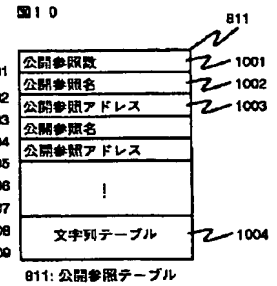 図10
811
公開参照数
1001
公開参照名
1002
公開参照アドレス
1003
公開参照名
公開参照アドレス
文字列テーブル
1004
811: 公開参照テーブル